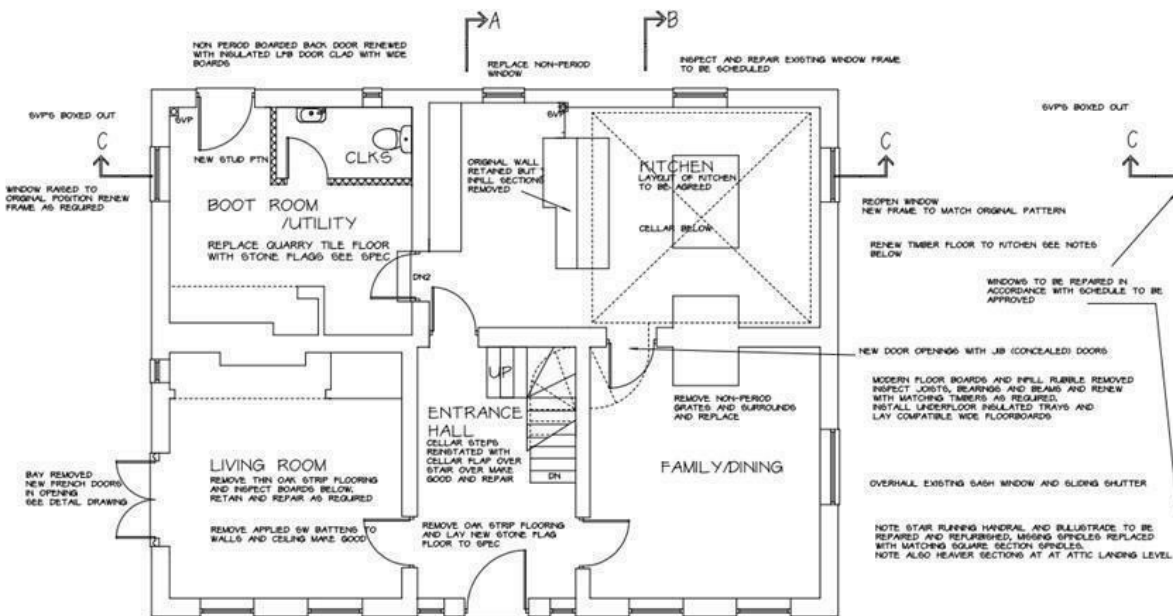 A
B
NON PERIOD BOARDED BACK DOOR RENEWED
WITH INSULATED LPB DOOR CLAD WITH WIDE
BOARDS
REPLACE NON-PERIOD
WINDOW
INSPECT AND REPAIR EXISTING WINDOW FRAME
TO BE SCHEDULED
SVP'S BOXED OUT
C
WINDOW RAISED TO
ORIGINAL POSITION RENEW
FRAME AS REQUIRED
SVP
NEW STUD PTN
CLKS
BOOT ROOM
/UTILITY
REPLACE QUARRY TILE FLOOR
WITH STONE FLAGS SEE SPEC
DN2
SVP
ORIGINAL WALL
RETAINED BUT
INFILL SECTIONS
REMOVED
KITCHEN
LAYOUT OF KITCHEN
TO BE AGREED
CELLAR BELOW
C
REOPEN WINDOW
NEW FRAME TO MATCH ORIGINAL PATTERN
RENEW TIMBER FLOOR TO KITCHEN SEE NOTES
BELOW
SVP'S BOXED OUT
C
WINDOWS TO BE REPAIRED IN
ACCORDANCE WITH SCHEDULE TO BE
APPROVED
NEW DOOR OPENINGS WITH JIB (CONCEALED) DOORS
MODERN FLOOR BOARDS AND INFILL RUBBLE REMOVED
INSPECT JOISTS, BEARINGS AND BEAMS AND RENEW
WITH MATCHING TIMBERS AS REQUIRED.
INSTALL UNDERFLOOR INSULATED TRAYS AND
LAY COMPATIBLE WIDE FLOORBOARDS
UP
ENTRANCE
HALL
CELLAR STEPS
REINSTATED WITH
CELLAR FLAP OVER
STAIR OVER MAKE
GOOD AND REPAIR
DN
REMOVE NON-PERIOD
GRATES AND SURROUNDS
AND REPLACE
FAMILY/DINING
LIVING ROOM
REMOVE THIN OAK STRIP FLOORING
AND INSPECT BOARDS BELOW.
RETAIN AND REPAIR AS REQUIRED
REMOVE APPLIED SW BATTENS TO
WALLS AND CEILING MAKE GOOD
BAY REMOVED
NEW FRENCH DOORS
IN OPENING
SEE DETAIL DRAWING
REMOVE OAK STRIP FLOORING
AND LAY NEW STONE FLAG
FLOOR TO SPEC
OVERHAUL EXISTING SASH WINDOW AND SLIDING SHUTTER
NOTE STAIR RUNNING HANDRAIL AND BULUSTRADE TO BE
REPAIRED AND REFURBISHED, MISSING SPINDLES REPLACED
WITH MATCHING SQUARE SECTION SPINDLES.
NOTE ALSO HEAVIER SECTIONS AT AT ATTIC LANDING LEVEL